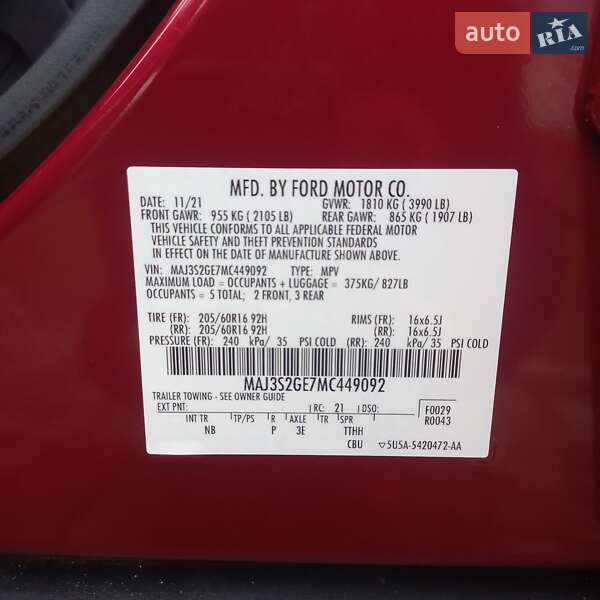 auto RIA.com
MFD. BY FORD MOTOR CO.
DATE: 11/21 GVWR: 1810 KG ( 3990 LB)
FRONT GAWR: 955 KG ( 2105 LB) REAR GAWR: 865 KG ( 1907 LB)
THIS VEHICLE CONFORMS TO ALL APPLICABLE FEDERAL MOTOR
VEHICLE SAFETY AND THEFT PREVENTION STANDARDS
IN EFFECT ON THE DATE OF MANUFACTURE SHOWN ABOVE.
VIN: MAJ3S2GE7MC449092 TYPE: MPV
MAXIMUM LOAD = OCCUPANTS + LUGGAGE = 375KG/ 827LB
OCCUPANTS = 5 TOTAL; 2 FRONT, 3 REAR
TIRE (FR): 205/60R16 92H RIMS (FR): 16x6.5J
(RR): 205/60R16 92H (RR): 16x6.5J
PRESSURE (FR): 240 kPa/ 35 PSI COLD (RR): 240 kPa/ 35 PSI COLD
MAJ3S2GE7MC449092
TRAILER TOWING - SEE OWNER GUIDE
EXT PNT: RC: 21 DSO: F0029
INT TR TP/PS R AXLE TR SPR R0043
NB P 3E TTHH
CBU ▽5U5A-5420472-AA